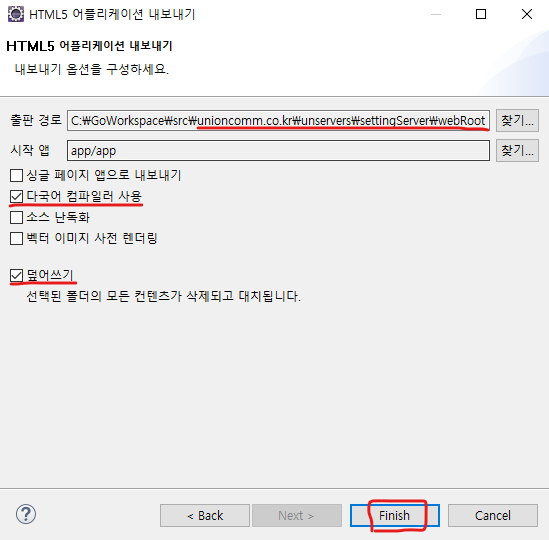 HTML5 어플리케이션 내보내기
HTML5 어플리케이션 내보내기
내보내기 옵션을 구성하세요.
출판 경로 C:\GoWorkspace\src\unioncomm.co.kr\unservers\settingServer\webRoot 찾기...
시작 앱 app/app 찾기...
싱글 페이지 앱으로 내보내기
다국어 컴파일러 사용
소스 난독화
벡터 이미지 사전 렌더링
덮어쓰기
선택된 폴더의 모든 컨텐츠가 삭제되고 대치됩니다.
? < Back Next > Finish Cancel